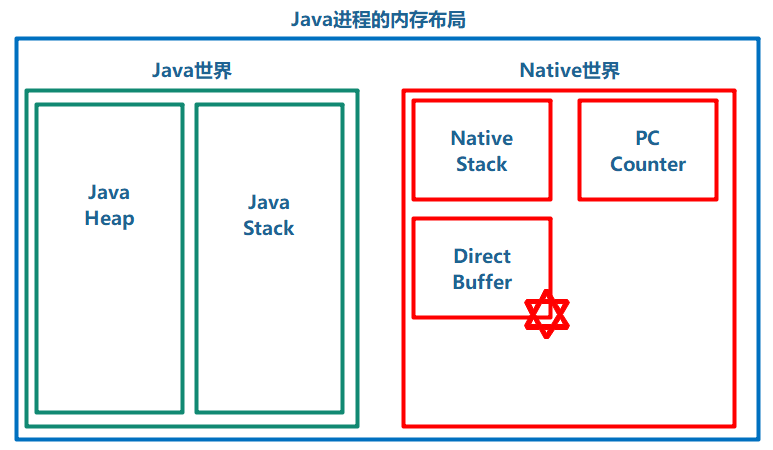 Java进程的内存布局
Java世界
Native世界
Java
Heap
Java
Stack
Native
Stack
PC
Counter
Direct
Buffer